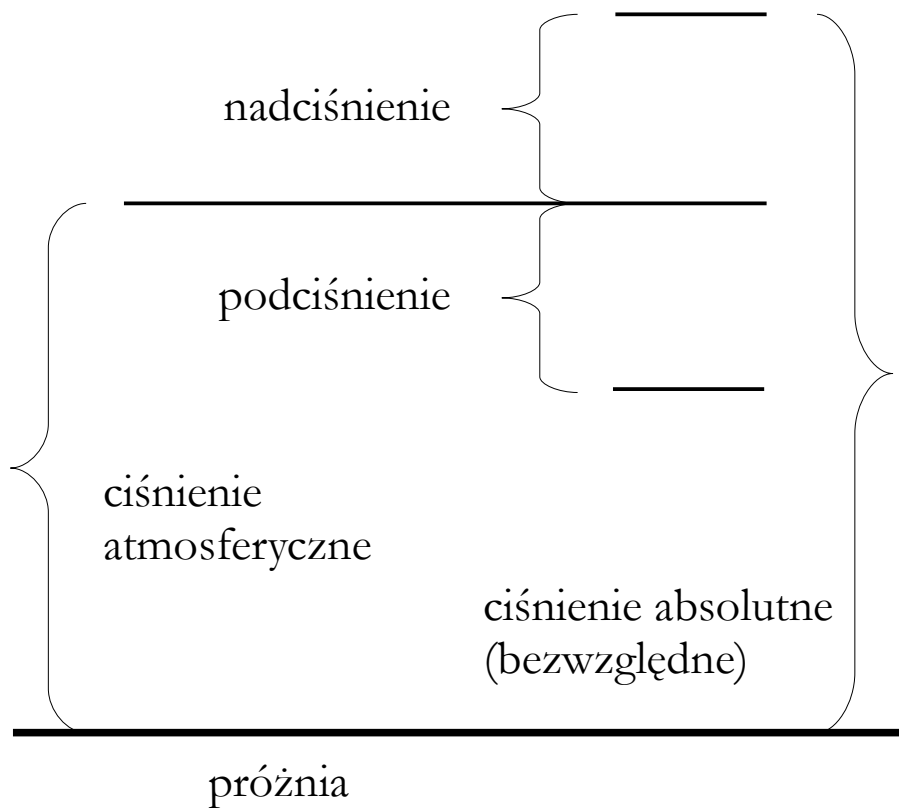 nadciśnienie
podciśnienie
ciśnienie
atmosferyczne
ciśnienie absolutne
(bezwzględne)
próżnia